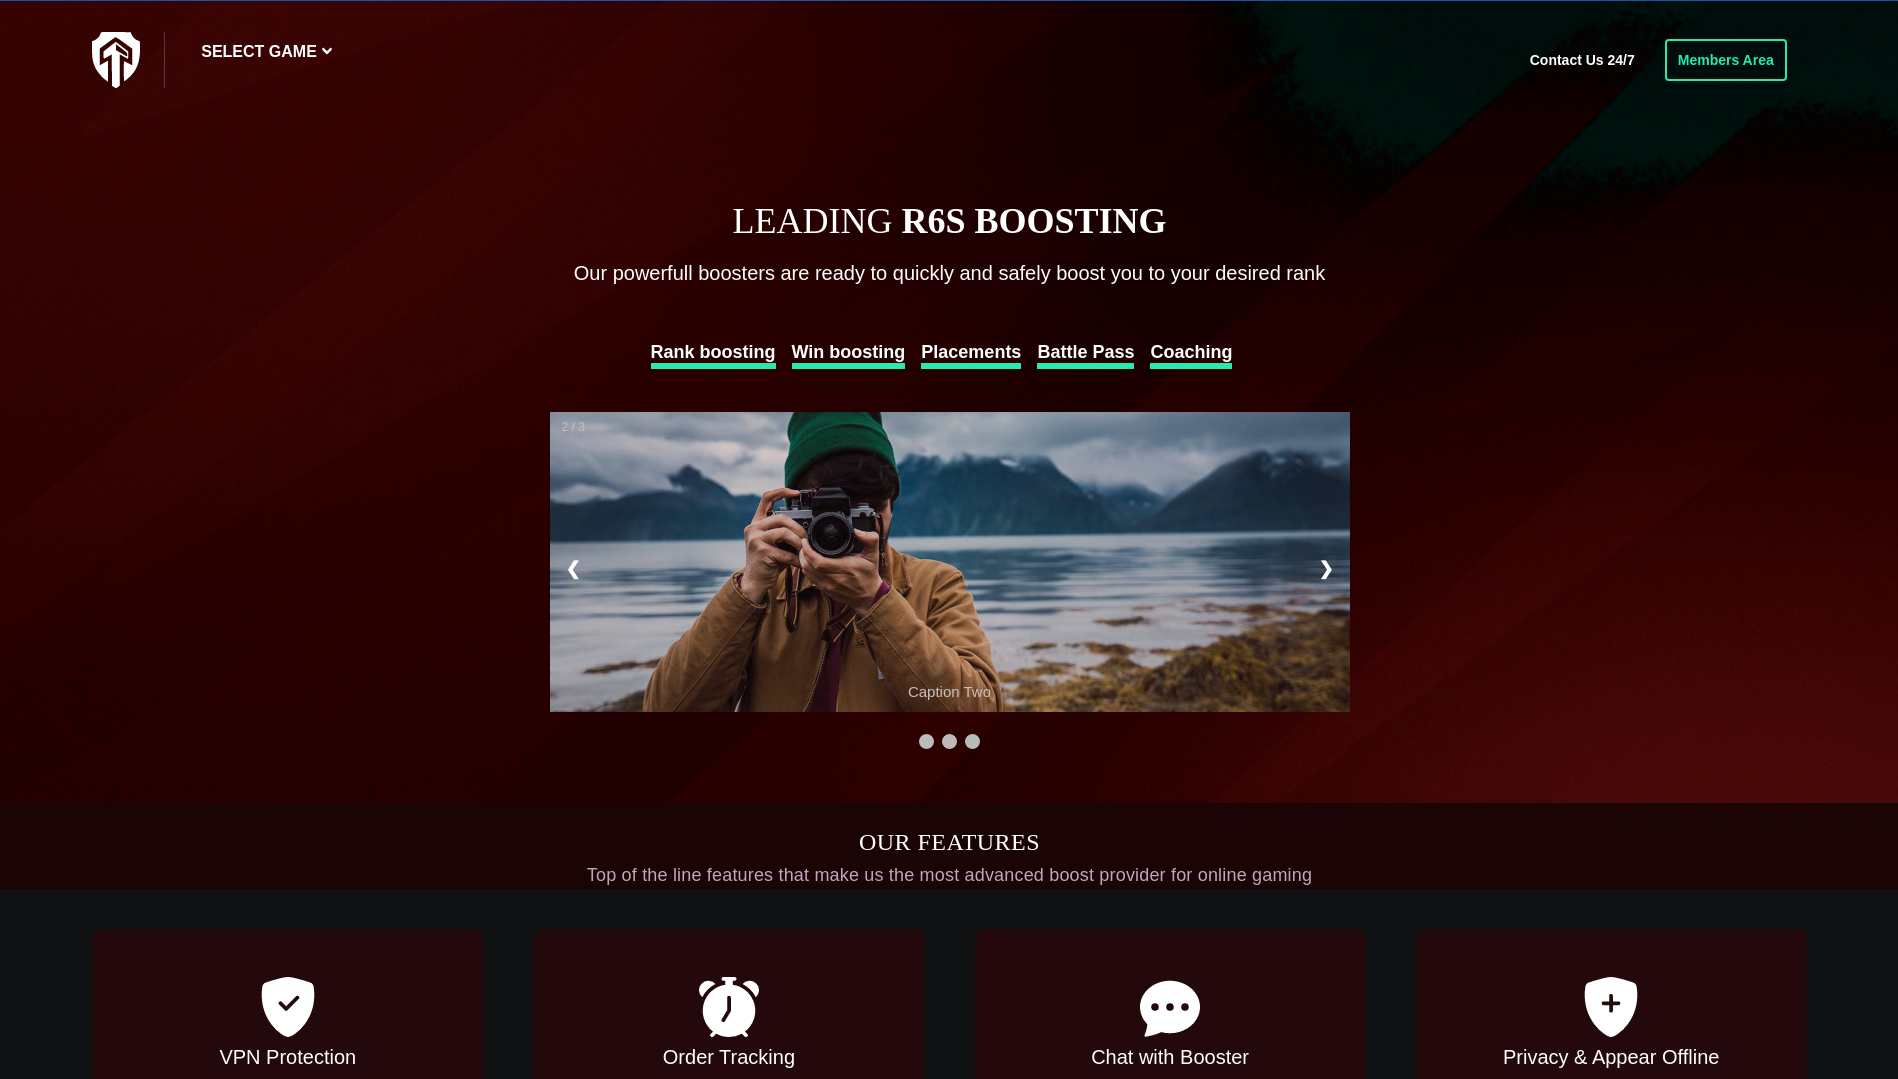 SELECT GAME
Contact Us 24/7
Members Area
LEADING R6S BOOSTING
Our powerfull boosters are ready to quickly and safely boost you to your desired rank
Rank boosting Win boosting Placements Battle Pass Coaching
2 / 3
Caption Two
OUR FEATURES
Top of the line features that make us the most advanced boost provider for online gaming
VPN Protection
Order Tracking
Chat with Booster
Privacy & Appear Offline